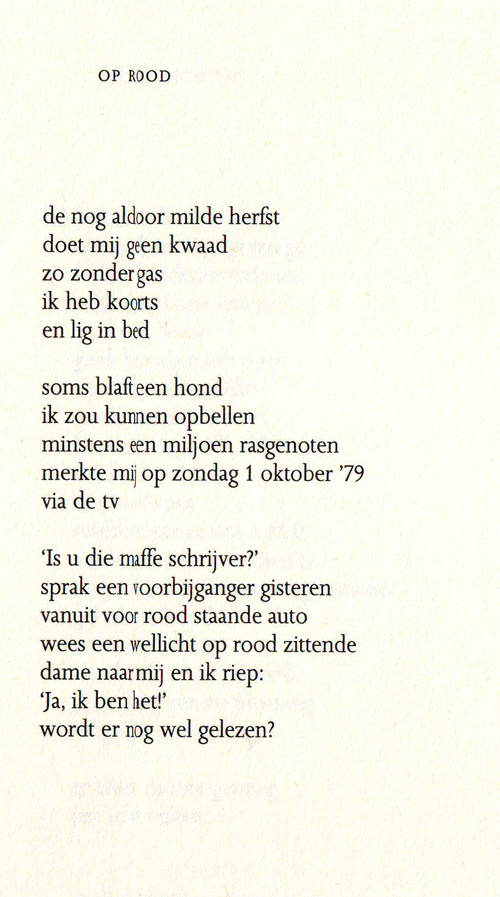 OP ROOD
de nog aldoor milde herfst
doet mij geen kwaad
zo zonder gas
ik heb koorts
en lig in bed
soms blaft een hond
ik zou kunnen opbellen
minstens een miljoen rasgenoten
merkte mij op zondag 1 oktober ’79
via de tv
‘Is u die maffe schrijver?’
sprak een voorbijganger gisteren
vanuit voor rood staande auto
wees een wellicht op rood zittende
dame naar mij en ik riep:
‘Ja, ik ben het!’
wordt er nog wel gelezen?